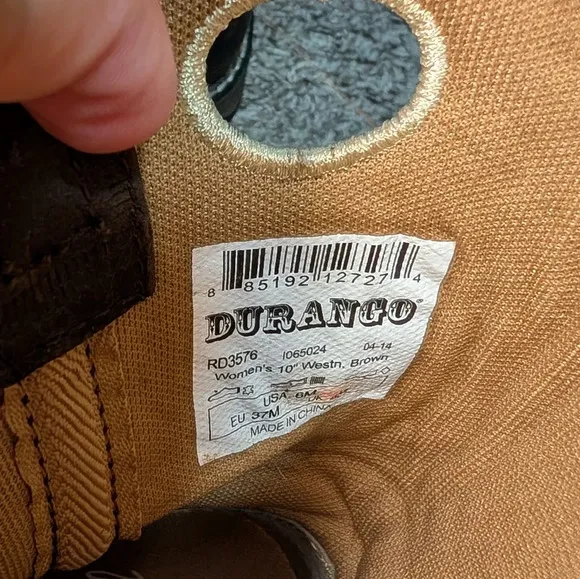 8 85192 12727 4
DURANGO®
RD3576 I065024 04-14
Women's 10" Westn. Brown
USA 6M
EU 37M
MADE IN CHINA